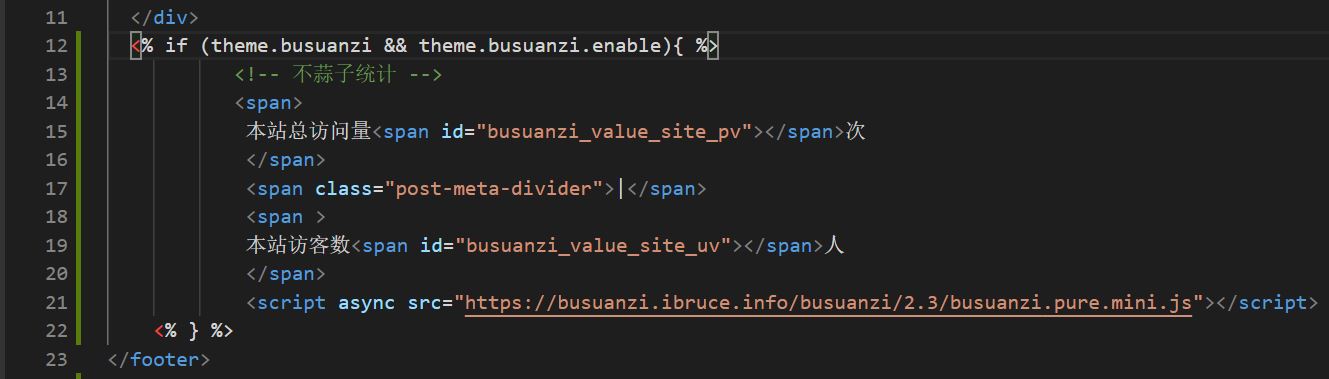 11 </div>
12 <% if (theme.busuanzi && theme.busuanzi.enable){ %>
13 <!-- 不蒜子统计 -->
14 <span>
15 本站总访问量<span id="busuanzi_value_site_pv"></span>次
16 </span>
17 <span class="post-meta-divider">|</span>
18 <span >
19 本站访客数<span id="busuanzi_value_site_uv"></span>人
20 </span>
21 <script async src="https://busuanzi.ibruce.info/busuanzi/2.3/busuanzi.pure.mini.js"></script>
22 <% } %>
23 </footer>